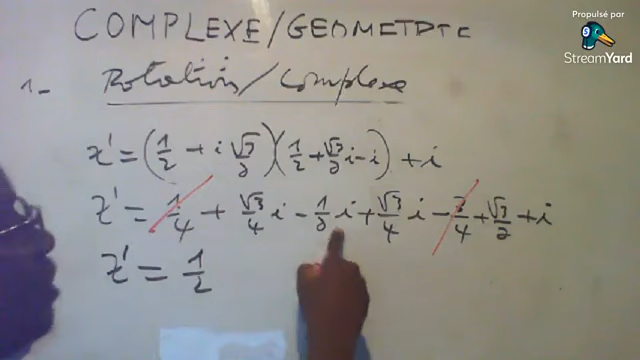 COMPLEXE/GEOMETRIE
Propulsé par
StreamYard
1- Rotation/Complexe
z' = (1/2 + i √3/2)(1/2 + √3/2 i - i) + i
z' = 1/4 + √3/4 i - 1/2 i + √3/4 i - 3/4 + √3/2 + i
z' = 1/2